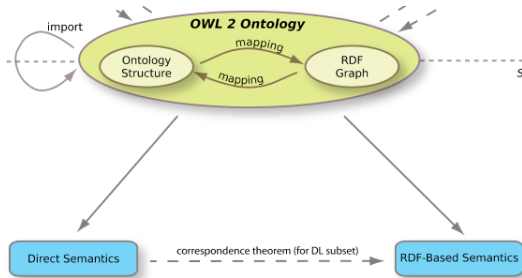 OWL 2 Ontology
import
mapping
Ontology
Structure
RDF
Graph
mapping
S
Direct Semantics
correspondence theorem (for DL subset)
RDF-Based Semantics